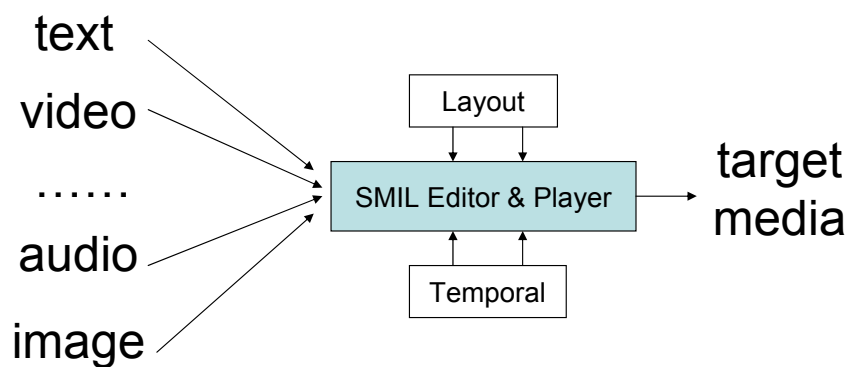 text
video
......
audio
image
Layout
SMIL Editor & Player
Temporal
target
media